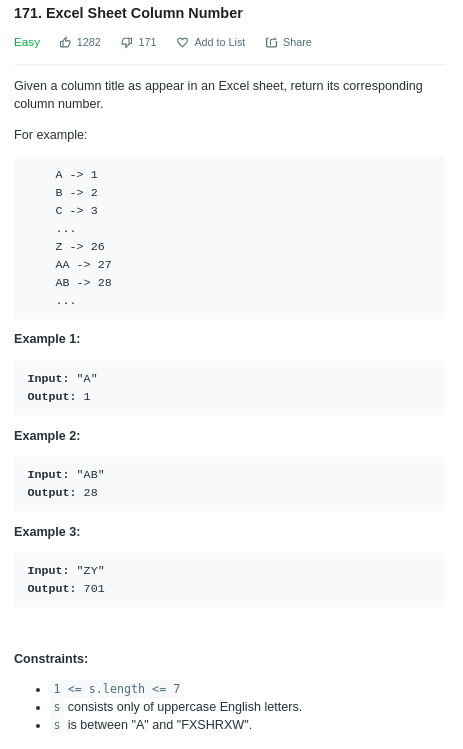 171. Excel Sheet Column Number
Easy 1282 171 Add to List Share
Given a column title as appear in an Excel sheet, return its corresponding
column number.
For example:
A -> 1
B -> 2
C -> 3
...
Z -> 26
AA -> 27
AB -> 28
...
Example 1:
Input: "A"
Output: 1
Example 2:
Input: "AB"
Output: 28
Example 3:
Input: "ZY"
Output: 701
Constraints:
• 1 <= s.length <= 7
• s consists only of uppercase English letters.
• s is between "A" and "FXSHRXW".